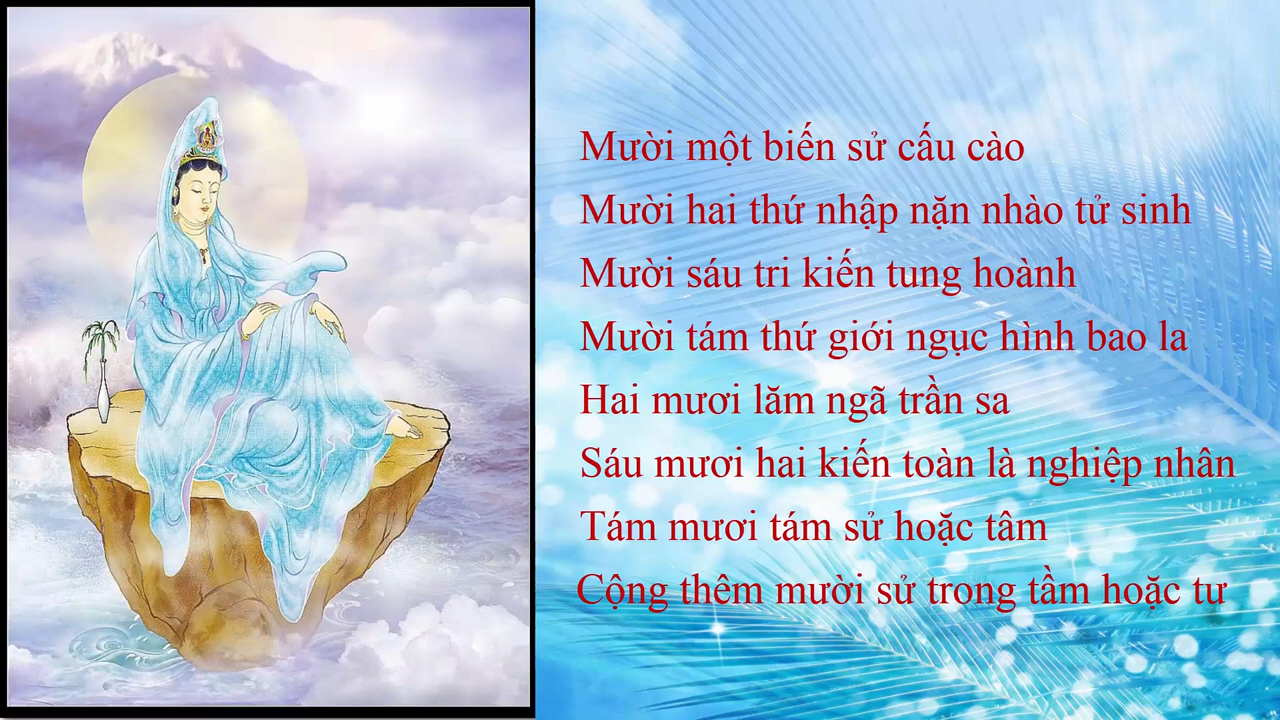 Mười một biến sử cấu cào
Mười hai thứ nhập nặn nhào tử sinh
Mười sáu tri kiến tung hoành
Mười tám thứ giới ngục hình bao la
Hai mươi lăm ngã trần sa
Sáu mươi hai kiến toàn là nghiệp nhân
Tám mươi tám sử hoặc tâm
Cộng thêm mười sử trong tầm hoặc tư